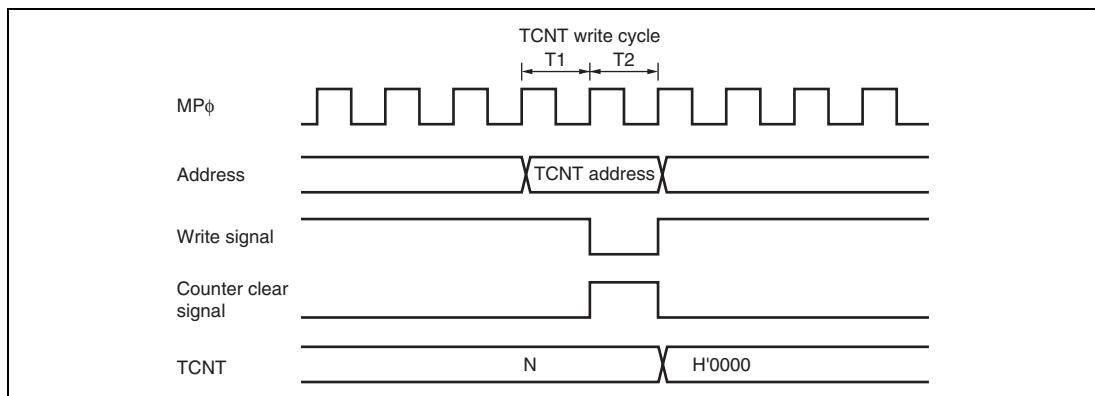 TCNT write cycle
T1 T2
MPϕ
Address
TCNT address
Write signal
Counter clear
signal
TCNT
N
H'0000